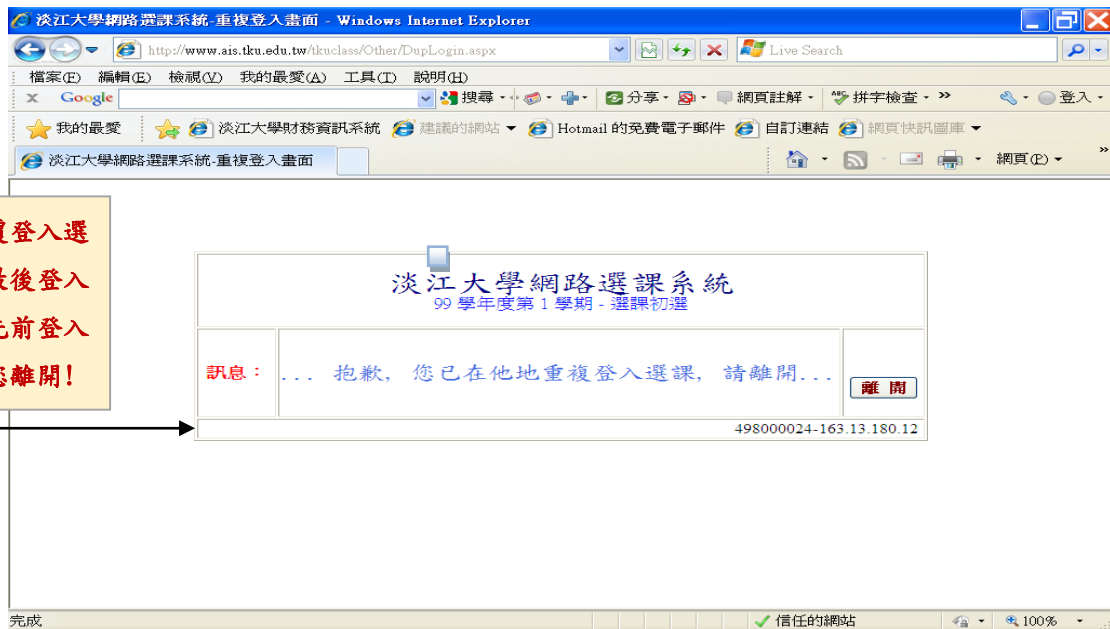 淡江大學網路選課系統-重複登入畫面 - Windows Internet Explorer
http://www.ais.tku.edu.tw/tkuclass/Other/DupLogin.aspx
Live Search
檔案(F) 編輯(E) 檢視(V) 我的最愛(A) 工具(T) 說明(H)
x Google 搜尋 分享 網頁註解 拼字檢查 » 登入
我的最愛 淡江大學財務資訊系統 建議的網站 Hotmail 的免費電子郵件 自訂連結 網頁快訊圖庫
淡江大學網路選課系統-重複登入畫面 網頁(P) »
登入選
後登入
前登入
離開!
淡江大學網路選課系統
99 學年度第 1 學期 - 選課初選
訊息： ... 抱歉, 您已在他地重複登入選課, 請離開... 離 開
498000024-163.13.180.12
完成 信任的網站 100%